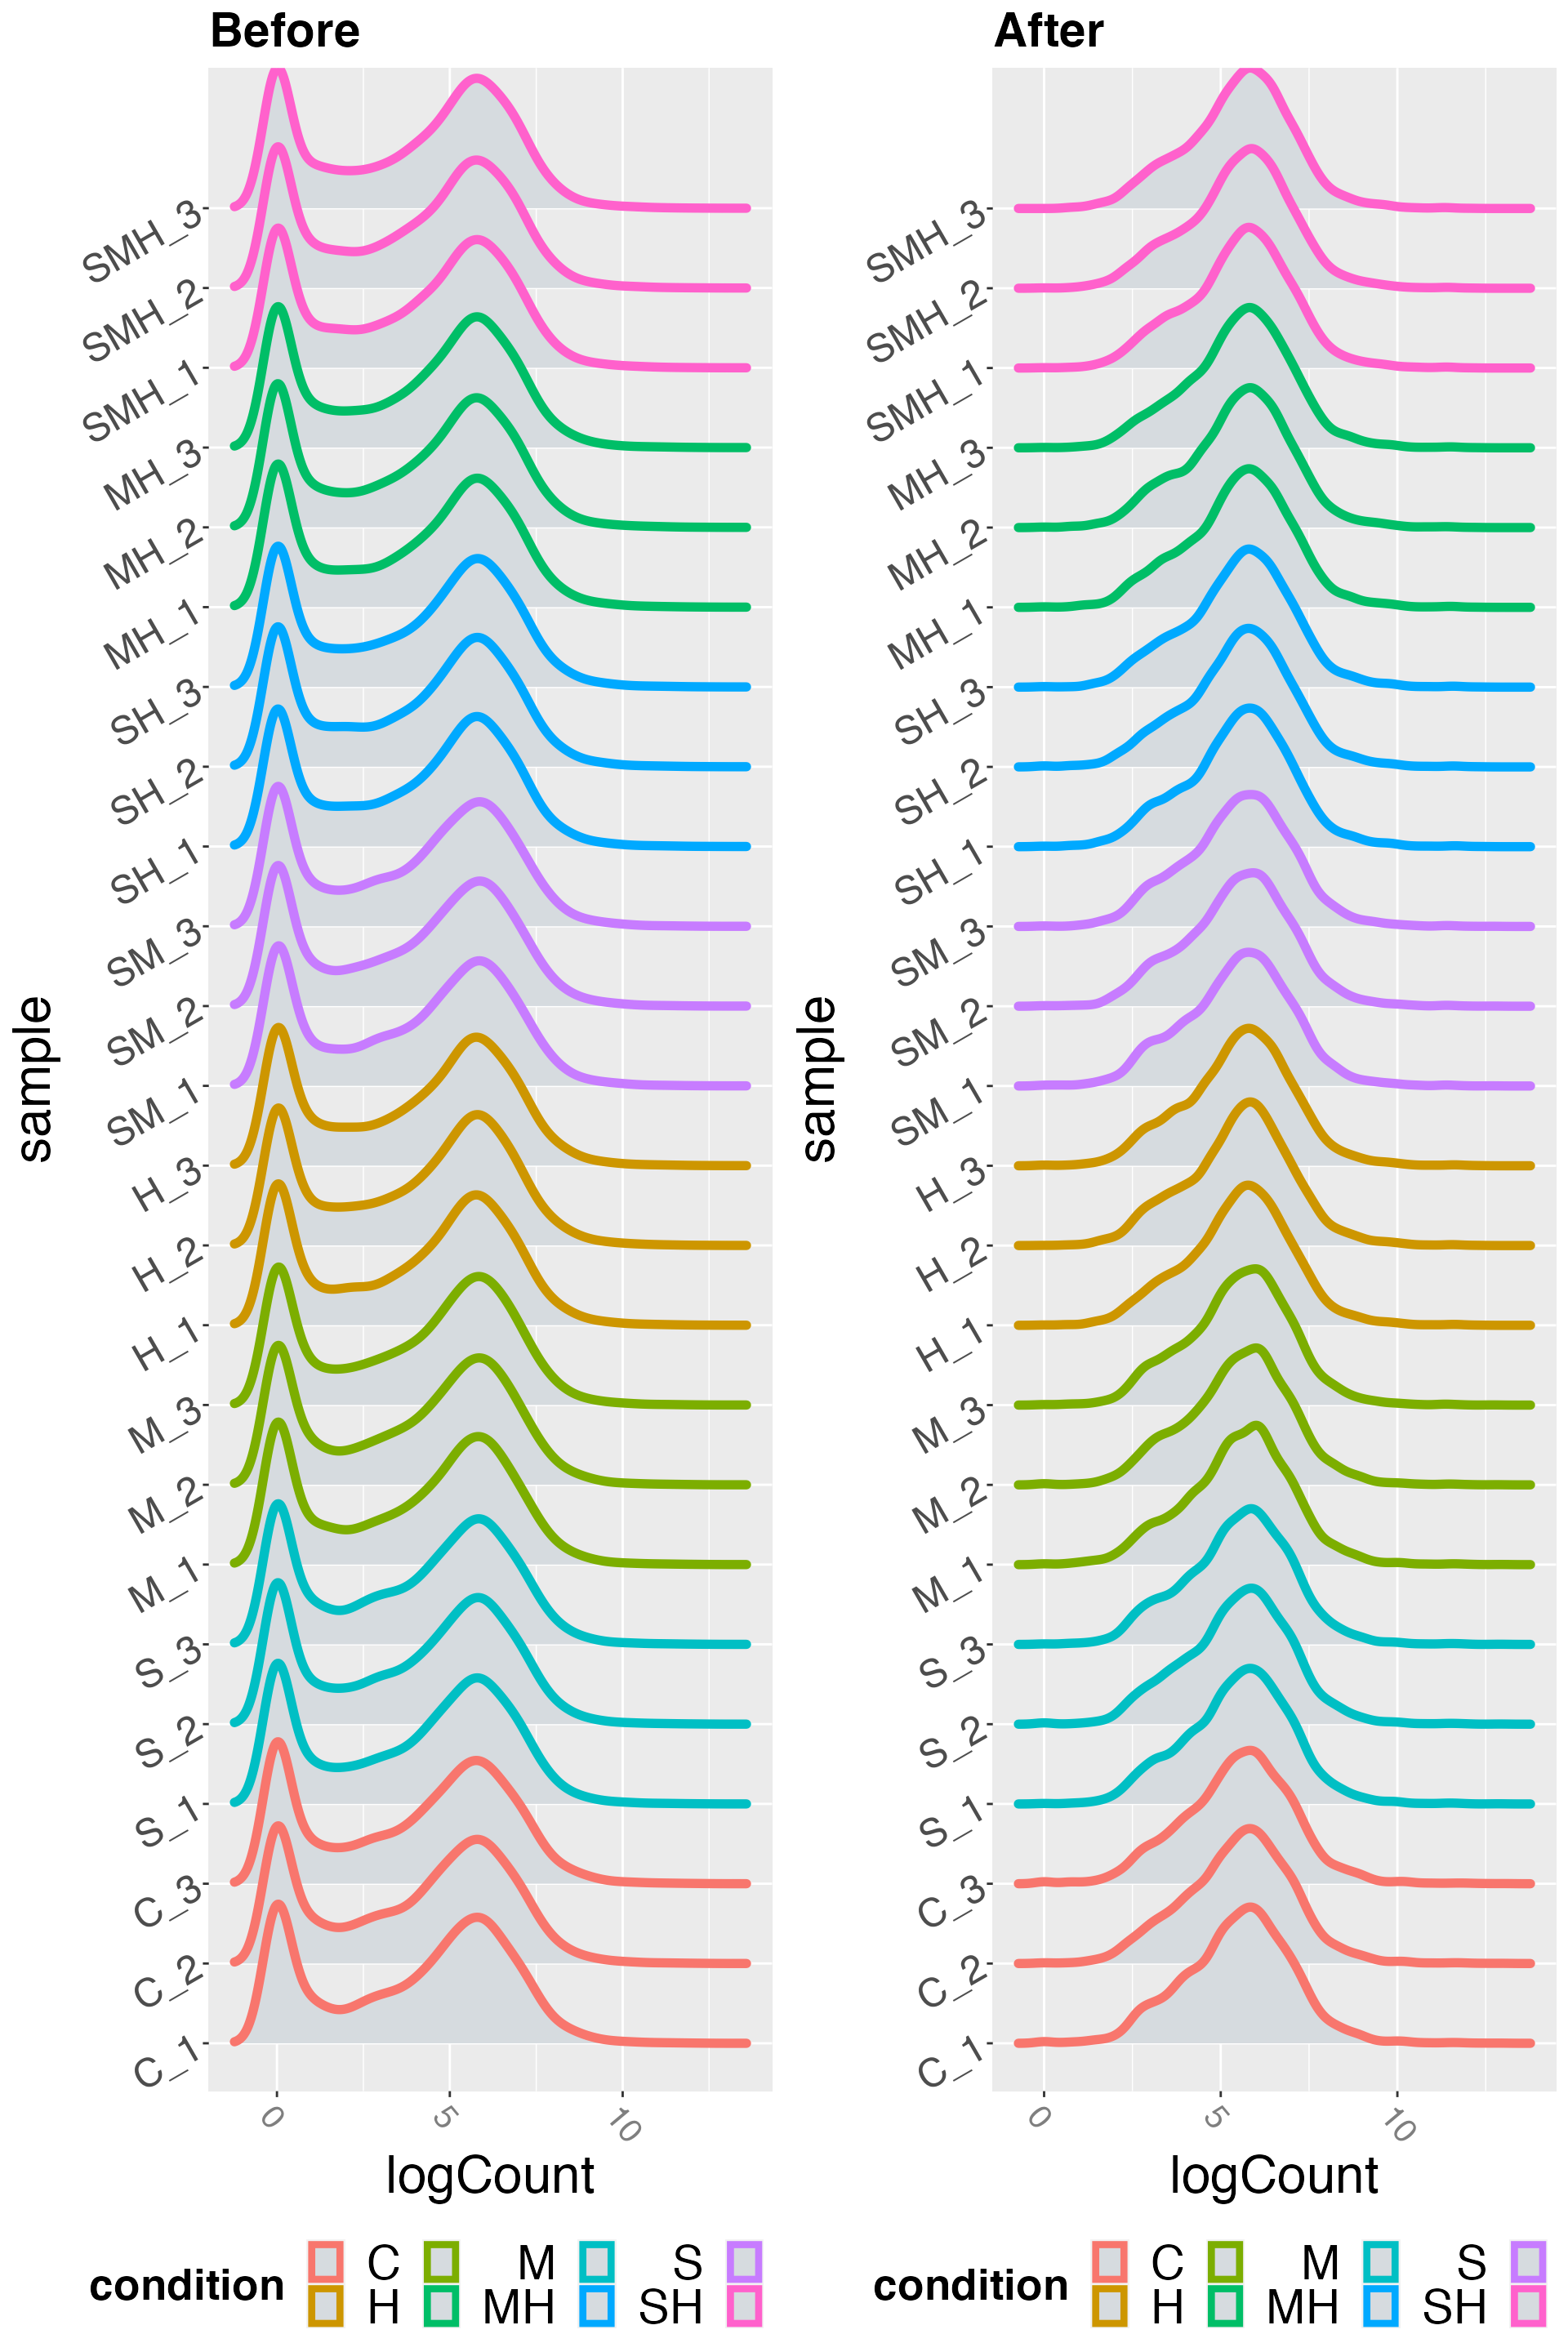 Before
SMH_3
SMH_2
SMH_1
MH_3
MH_2
MH_1
SH_3
SH_2
SH_1
SM_3
SM_2
SM_1
H_3
H_2
H_1
M_3
M_2
M_1
S_3
S_2
S_1
C_3
C_2
C_1
sample
0 5 10
logCount
condition
C M S
H MH SH
After
SMH_3
SMH_2
SMH_1
MH_3
MH_2
MH_1
SH_3
SH_2
SH_1
SM_3
SM_2
SM_1
H_3
H_2
H_1
M_3
M_2
M_1
S_3
S_2
S_1
C_3
C_2
C_1
sample
0 5 10
logCount
condition
C M S
H MH SH